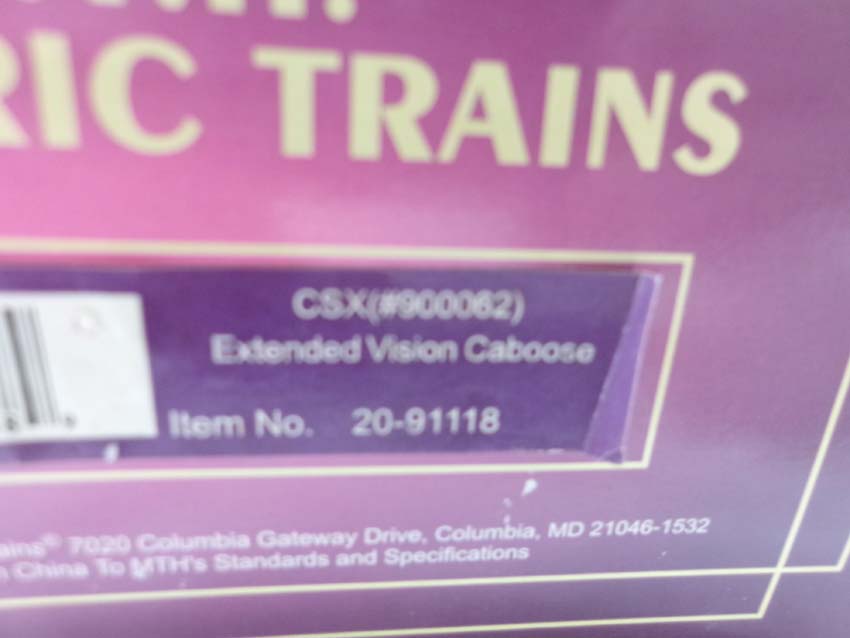 RIC TRAINS
CSX(#900062)
Extended Vision Caboose
Item No. 20-91118
ains® 7020 Columbia Gateway Drive, Columbia, MD 21046-1532
n China To MTH's Standards and Specifications